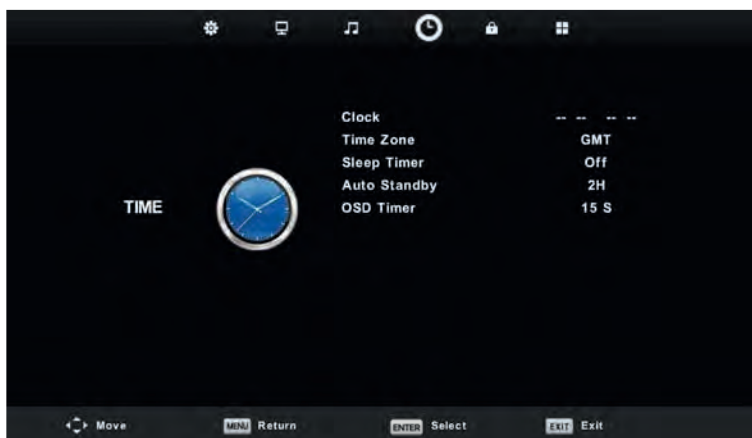 Clock -- -- -- --
Time Zone GMT
Sleep Timer Off
Auto Standby 2H
TIME
OSD Timer 15 S
Move MENU Return ENTER Select EXIT Exit